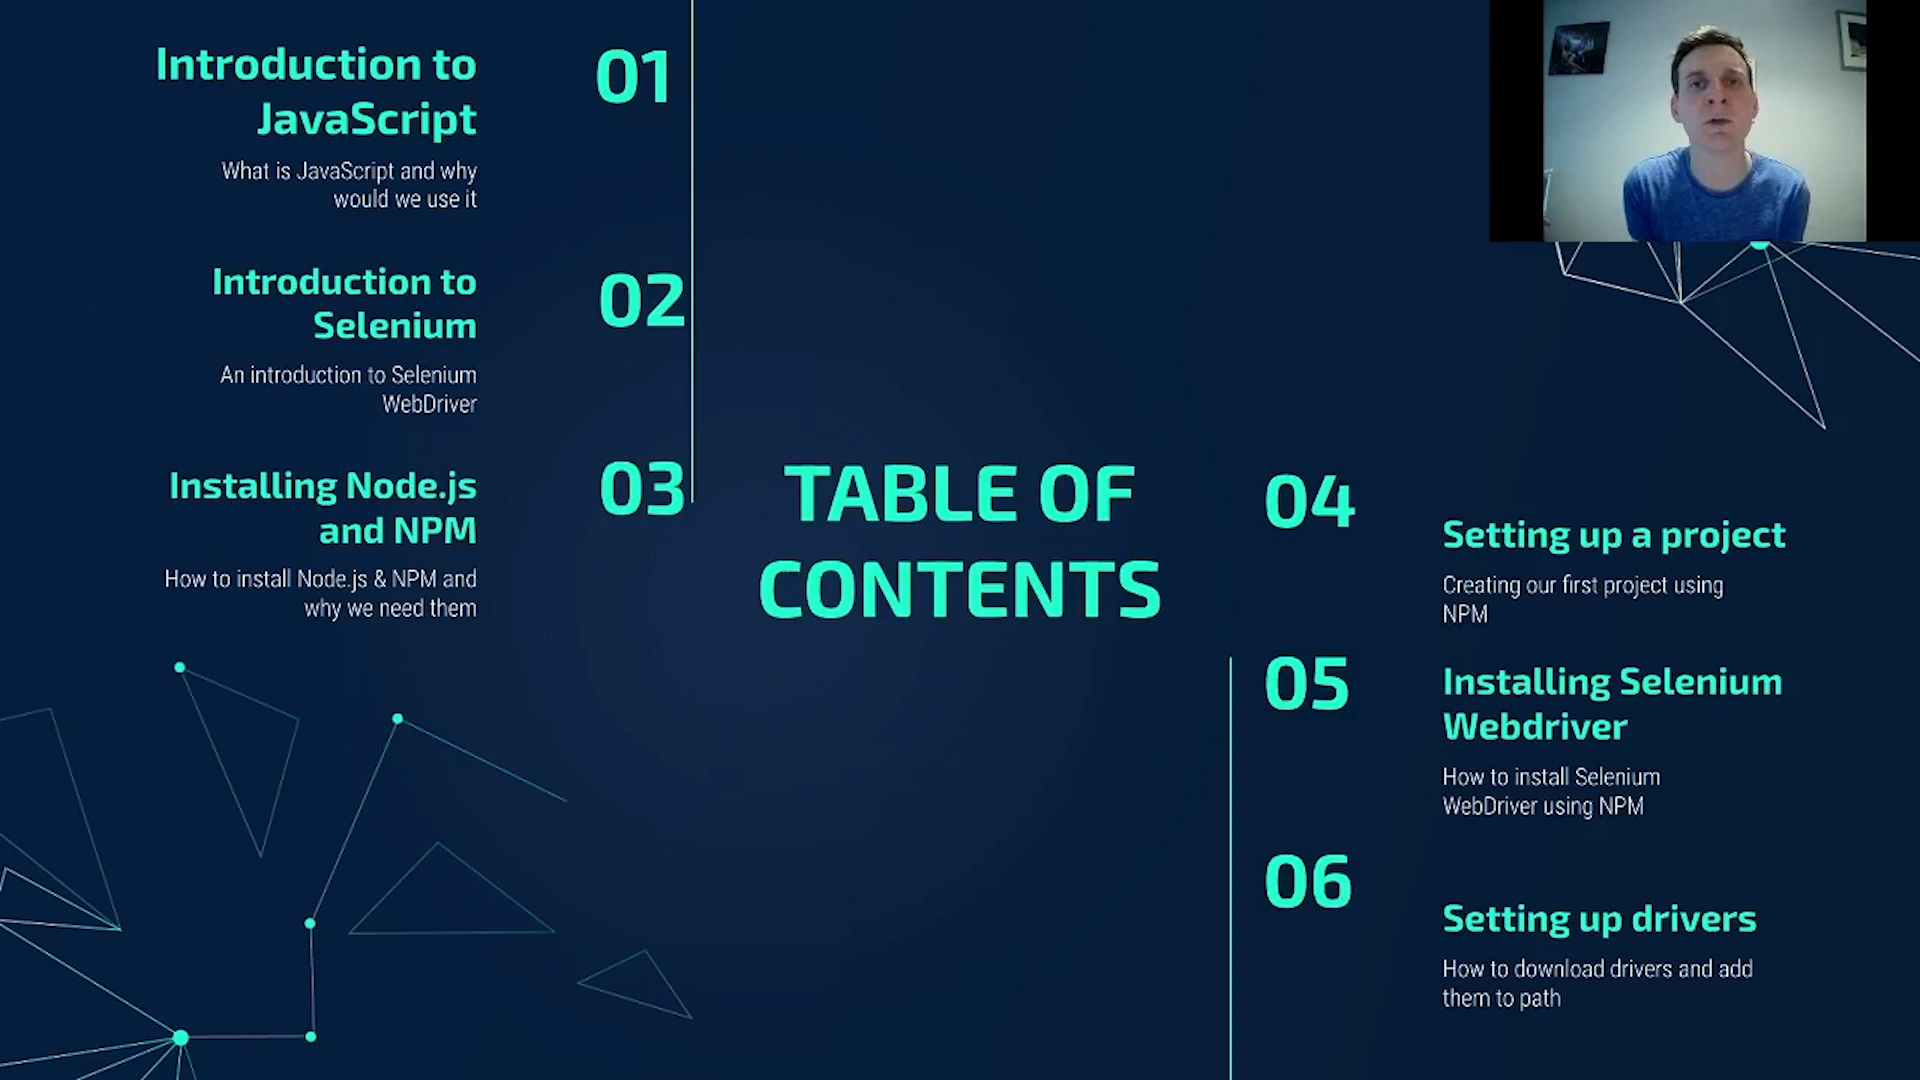 Introduction to
JavaScript
01
What is JavaScript and why
would we use it
Introduction to
Selenium
02
An introduction to Selenium
WebDriver
Installing Node.js
and NPM
03
How to install Node.js & NPM and
why we need them
TABLE OF
CONTENTS
04
Setting up a project
Creating our first project using
NPM
05
Installing Selenium
Webdriver
How to install Selenium
WebDriver using NPM
06
Setting up drivers
How to download drivers and add
them to path